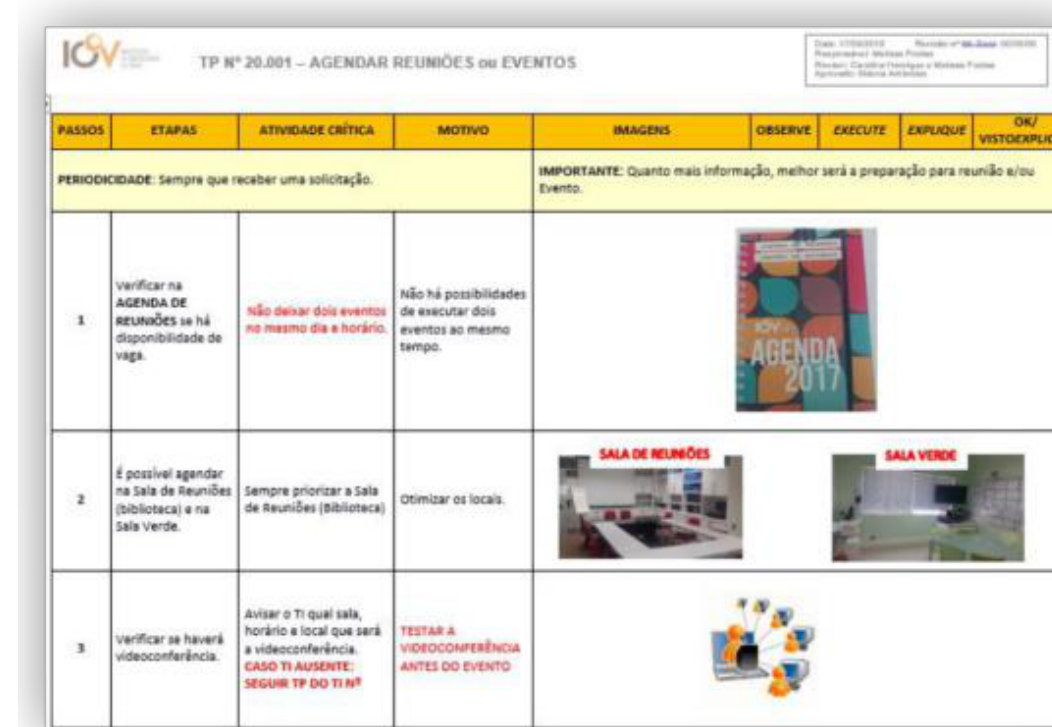 IOV
TP Nº 20.001 – AGENDAR REUNIÕES ou EVENTOS
PASSOS ETAPAS ATIVIDADE CRÍTICA MOTIVO IMAGENS OBSERVE EXECUTE EXPLIQUE OK/
VISTOEXPLIC
PERIODICIDADE: Sempre que receber uma solicitação.
IMPORTANTE: Quanto mais informação, melhor será a preparação para reunião e/ou
Evento.
1
Verificar na
AGENDA DE
REUNIÕES se há
disponibilidade de
vaga.
Não deixar dois eventos
no mesmo dia e horário.
Não há possibilidades
de executar dois
eventos ao mesmo
tempo.
IOV
AGENDA
2017
2
É possível agendar
na Sala de Reuniões
(biblioteca) e na
Sala Verde.
Sempre priorizar a Sala
de Reuniões (Biblioteca)
Otimizar os locais.
SALA DE REUNIÕES
SALA VERDE
3
Verificar se haverá
videoconferência.
Avisar o TI qual sala,
horário e local que será
a videoconferência.
CASO TI AUSENTE:
SEGUIR TP DO TI Nº
TESTAR A
VIDEOCONFERÊNCIA
ANTES DO EVENTO